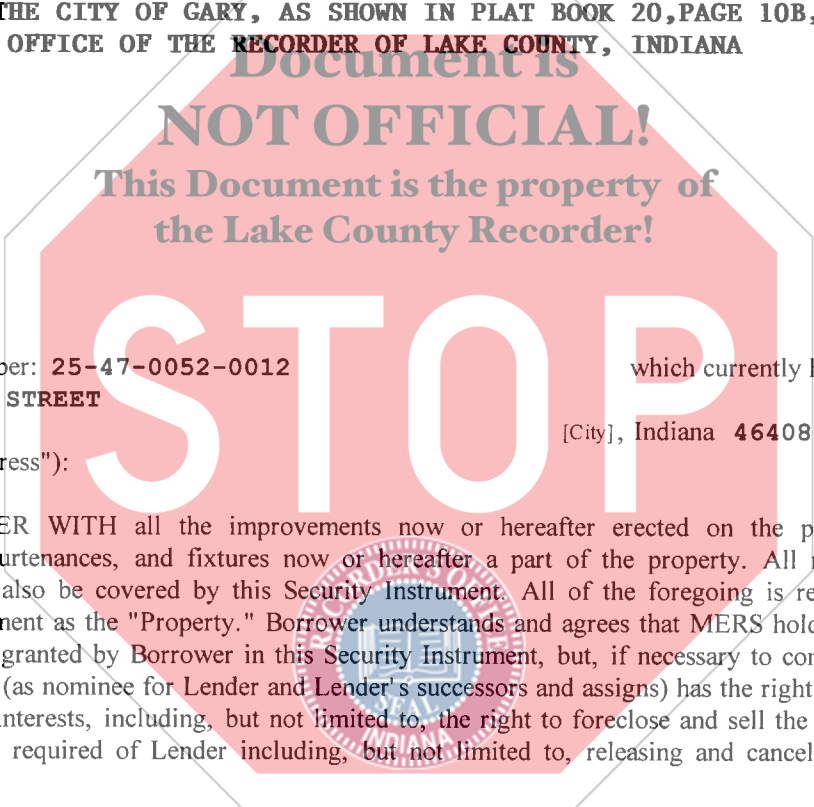 THE CITY OF GARY, AS SHOWN IN PLAT BOOK 20,PAGE 10B,
OFFICE OF THE RECORDER OF LAKE COUNTY, INDIANA
Document is
NOT OFFICIAL!
This Document is the property of
the Lake County Recorder!
STOP
ber: 25-47-0052-0012 which currently
STREET
[City], Indiana 46408
ress"):
ER WITH all the improvements now or hereafter erected on the p
urtenances, and fixtures now or hereafter a part of the property. All
also be covered by this Security Instrument. All of the foregoing is re
ment as the "Property." Borrower understands and agrees that MERS hold
granted by Borrower in this Security Instrument, but, if necessary to com
(as nominee for Lender and Lender's successors and assigns) has the right
interests, including, but not limited to, the right to foreclose and sell the
required of Lender including, but not limited to, releasing and cancel
RECORDER'S OFFICE
SEAL
INDIANA